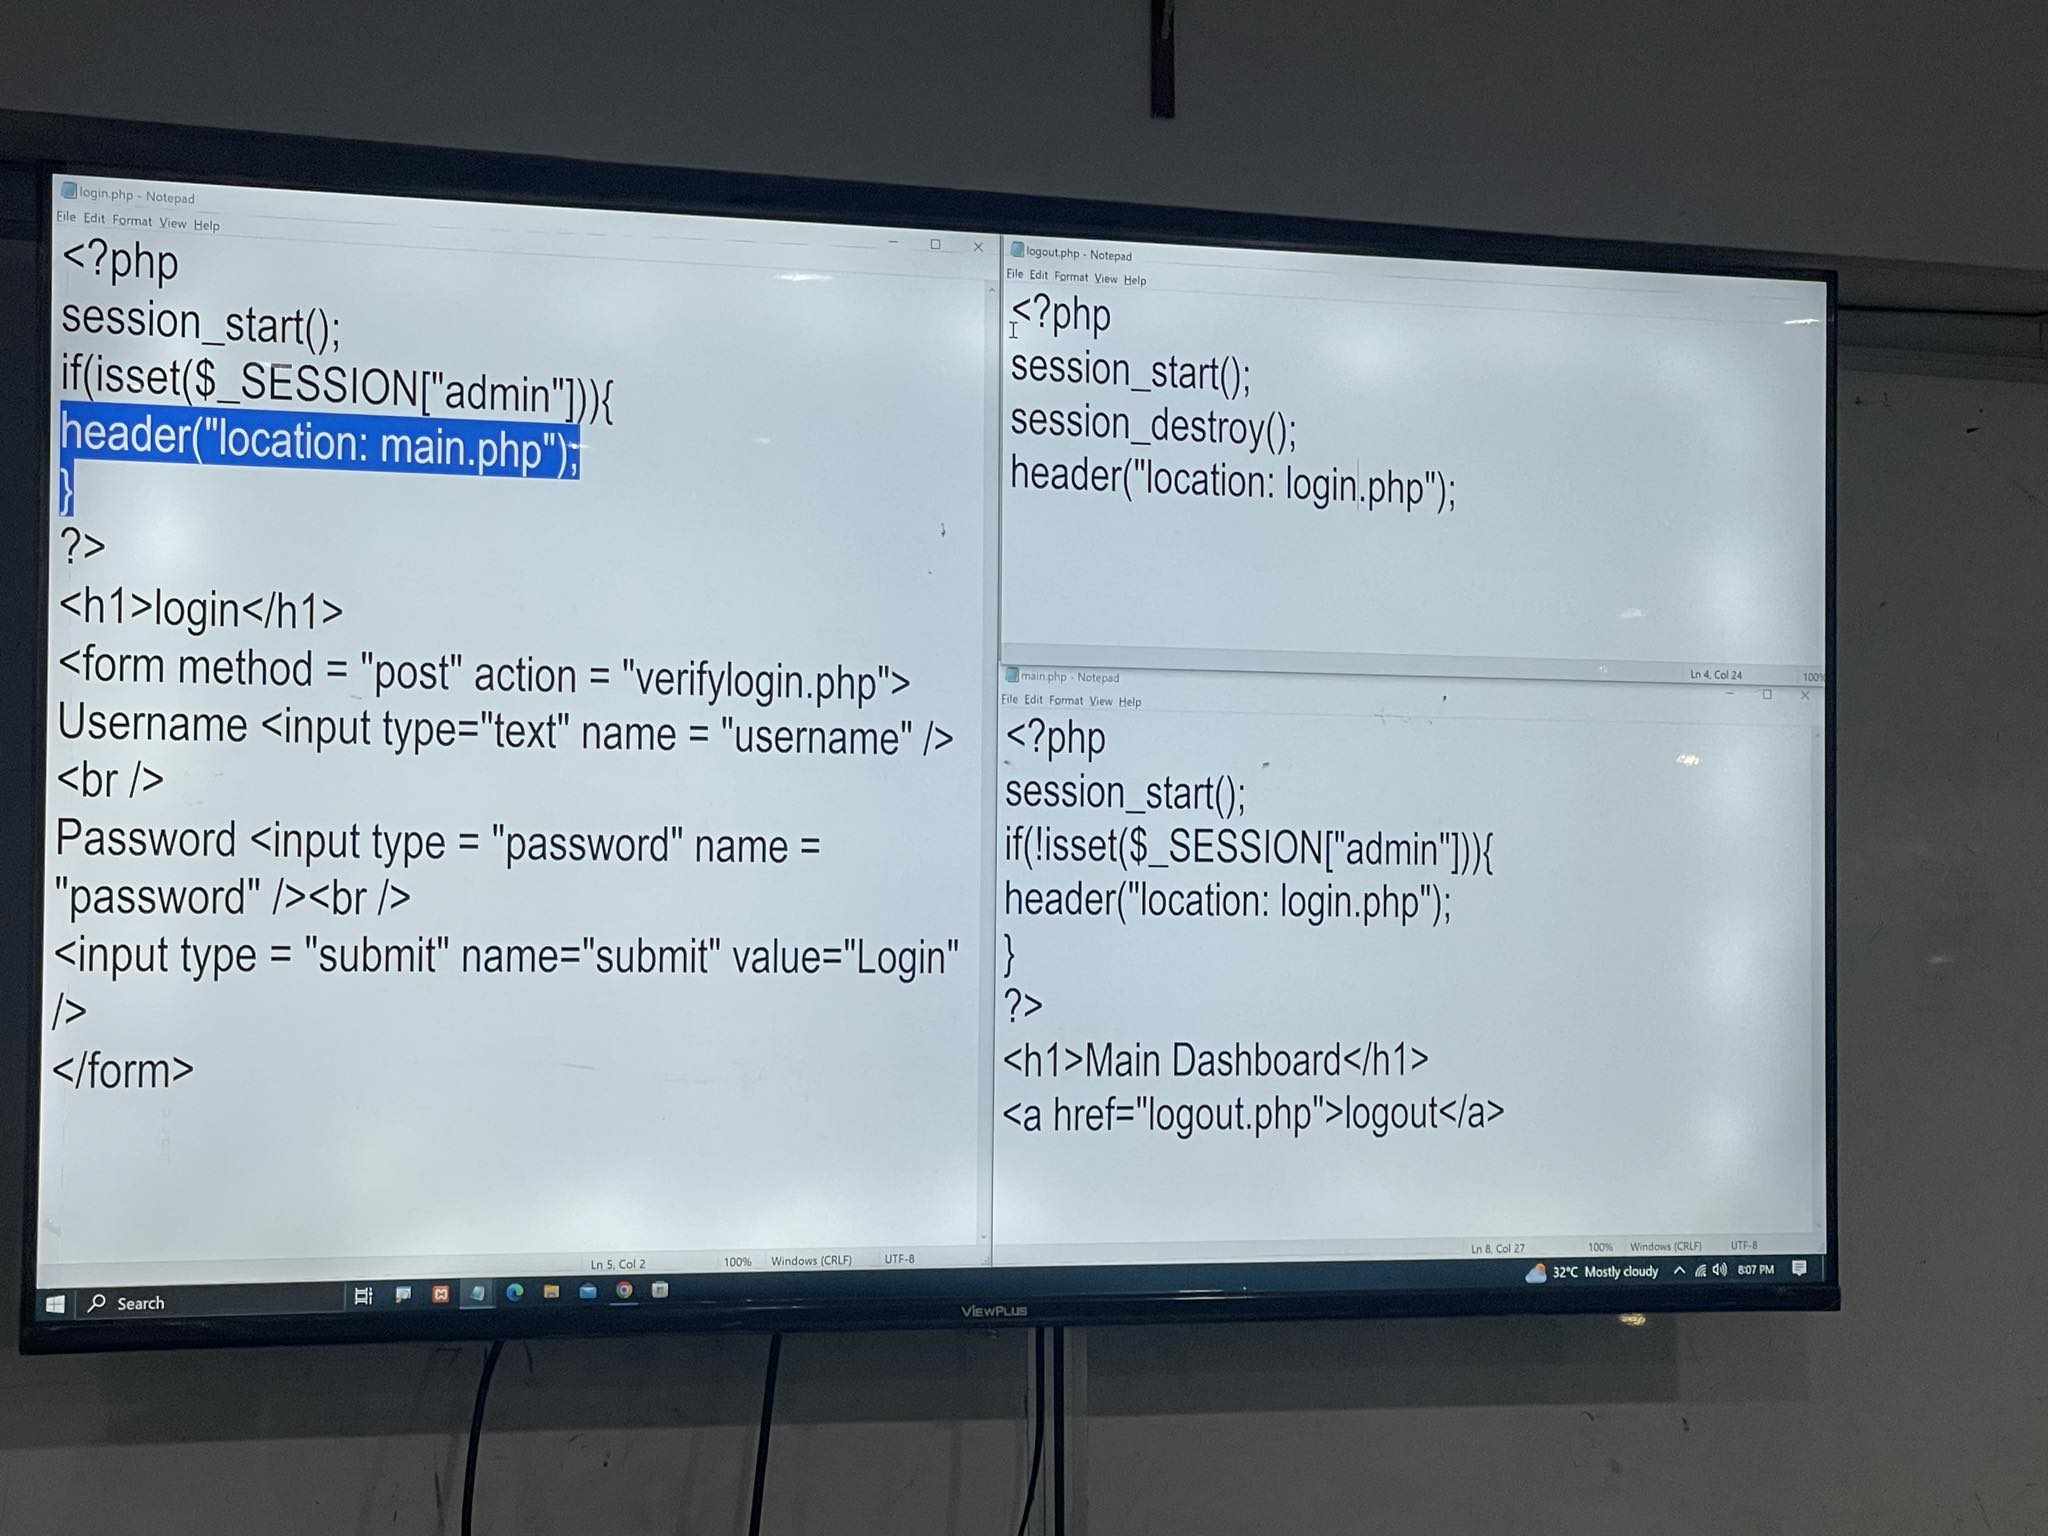 login.php - Notepad
File Edit Format View Help
<?php
session_start();
if(isset($_SESSION["admin"])){
header("location: main.php");
}
?>
<h1>login</h1>
<form method = "post" action = "verifylogin.php">
Username <input type="text" name = "username" />
<br />
Password <input type = "password" name =
"password" /><br />
<input type = "submit" name="submit" value="Login"
/>
</form>
Ln 5, Col 2 100% Windows (CRLF) UTF-8
logout.php - Notepad
File Edit Format View Help
<?php
session_start();
session_destroy();
header("location: login.php");
Ln 4, Col 24 100%
main.php - Notepad
File Edit Format View Help
<?php
session_start();
if(!isset($_SESSION["admin"])){
header("location: login.php");
}
?>
<h1>Main Dashboard</h1>
<a href="logout.php">logout</a>
Ln 8, Col 27 100% Windows (CRLF) UTF-8
Search
32°C Mostly cloudy 8:07 PM
VIEWPLUS